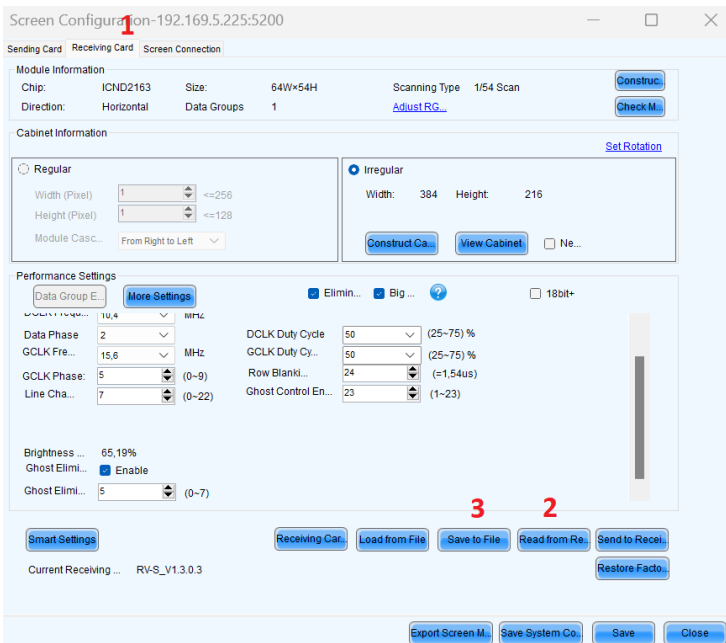 Screen Configuration-192.169.5.225:5200
1
Sending Card Receiving Card Screen Connection
Module Information
Chip: ICND2163 Size: 64W×54H Scanning Type 1/54 Scan Construc...
Direction: Horizontal Data Groups 1 Adjust RG... Check M...
Cabinet Information
Set Rotation
Regular Irregular
Width (Pixel) 1 <=256 Width: 384 Height: 216
Height (Pixel) 1 <=128
Module Casc... From Right to Left Construct Ca... View Cabinet Ne...
Performance Settings
Data Group E... More Settings Elimin... Big ... ? 18bit+
DCLK Frequ... 10,4 MHz
Data Phase 2 DCLK Duty Cycle 50 (25~75) %
GCLK Fre... 15,6 MHz GCLK Duty Cy... 50 (25~75) %
GCLK Phase: 5 (0~9) Row Blanki... 24 (=1,54us)
Line Cha... 7 (0~22) Ghost Control En... 23 (1~23)
Brightness ... 65,19%
Ghost Elimi... Enable
Ghost Elimi... 5 (0~7)
3 2
Smart Settings Receiving Car... Load from File Save to File Read from Re... Send to Recei...
Current Receiving ... RV-S_V1.3.0.3 Restore Facto...
Export Screen M... Save System Co... Save Close